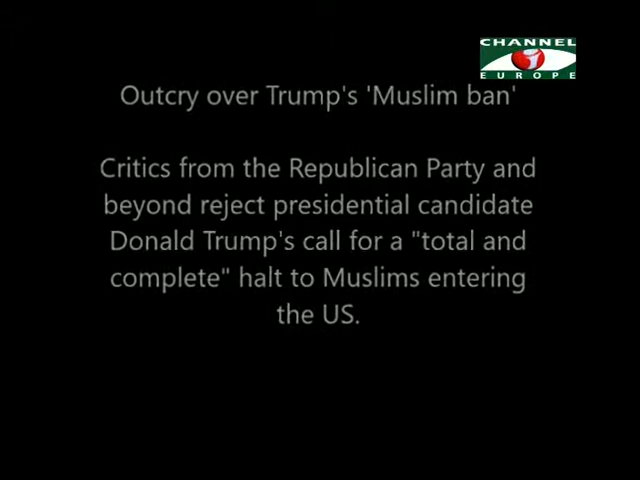 CHANNEL
i
EUROPE
Outcry over Trump's 'Muslim ban'
Critics from the Republican Party and
beyond reject presidential candidate
Donald Trump's call for a "total and
complete" halt to Muslims entering
the US.